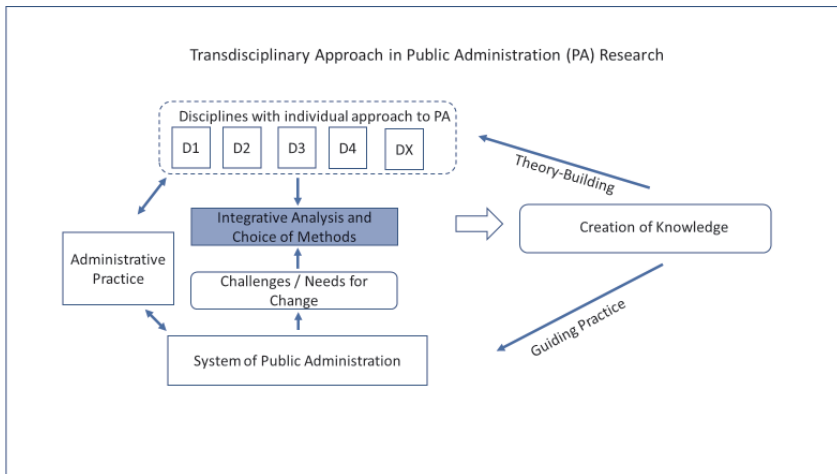 Transdisciplinary Approach in Public Administration (PA) Research
Disciplines with individual approach to PA
D1
D2
D3
D4
DX
Theory-Building
Integrative Analysis and
Choice of Methods
Creation of Knowledge
Administrative
Practice
Challenges / Needs for
Change
Guiding Practice
System of Public Administration